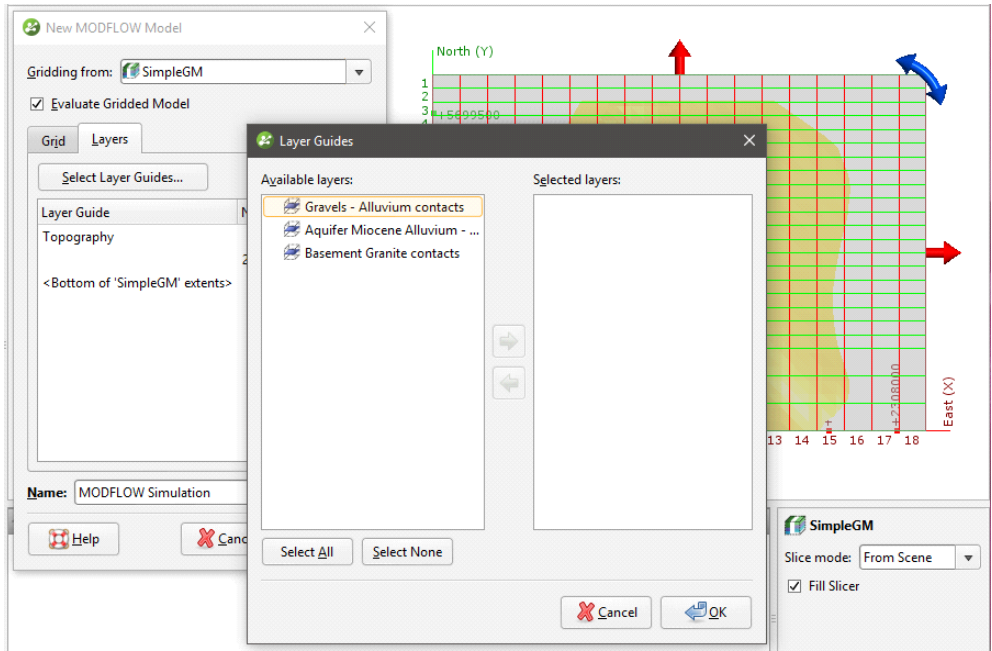 New MODFLOW Model
Gridding from: SimpleGM
Evaluate Gridded Model
Grid Layers
Select Layer Guides...
Layer Guide
Topography
2
<Bottom of 'SimpleGM' extents>
Name: MODFLOW Simulation
Help
Canc
Layer Guides
Available layers:
Gravels - Alluvium contacts
Aquifer Miocene Alluvium - ...
Basement Granite contacts
Selected layers:
Select All Select None
Cancel OK
North (Y)
1
2
3
+5699500
+2308000
East (X)
13 14 15 16 17 18
SimpleGM
Slice mode: From Scene
Fill Slicer